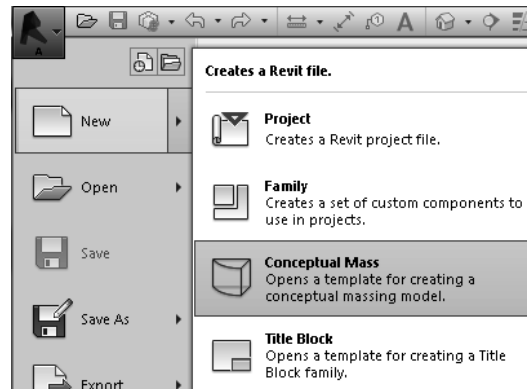 A
A
Creates a Revit file.
New
Project
Creates a Revit project file.
Open
Family
Creates a set of custom components to
use in projects.
Save
Conceptual Mass
Opens a template for creating a
conceptual massing model.
Save As
Title Block
Opens a template for creating a Title
Block family.
Export